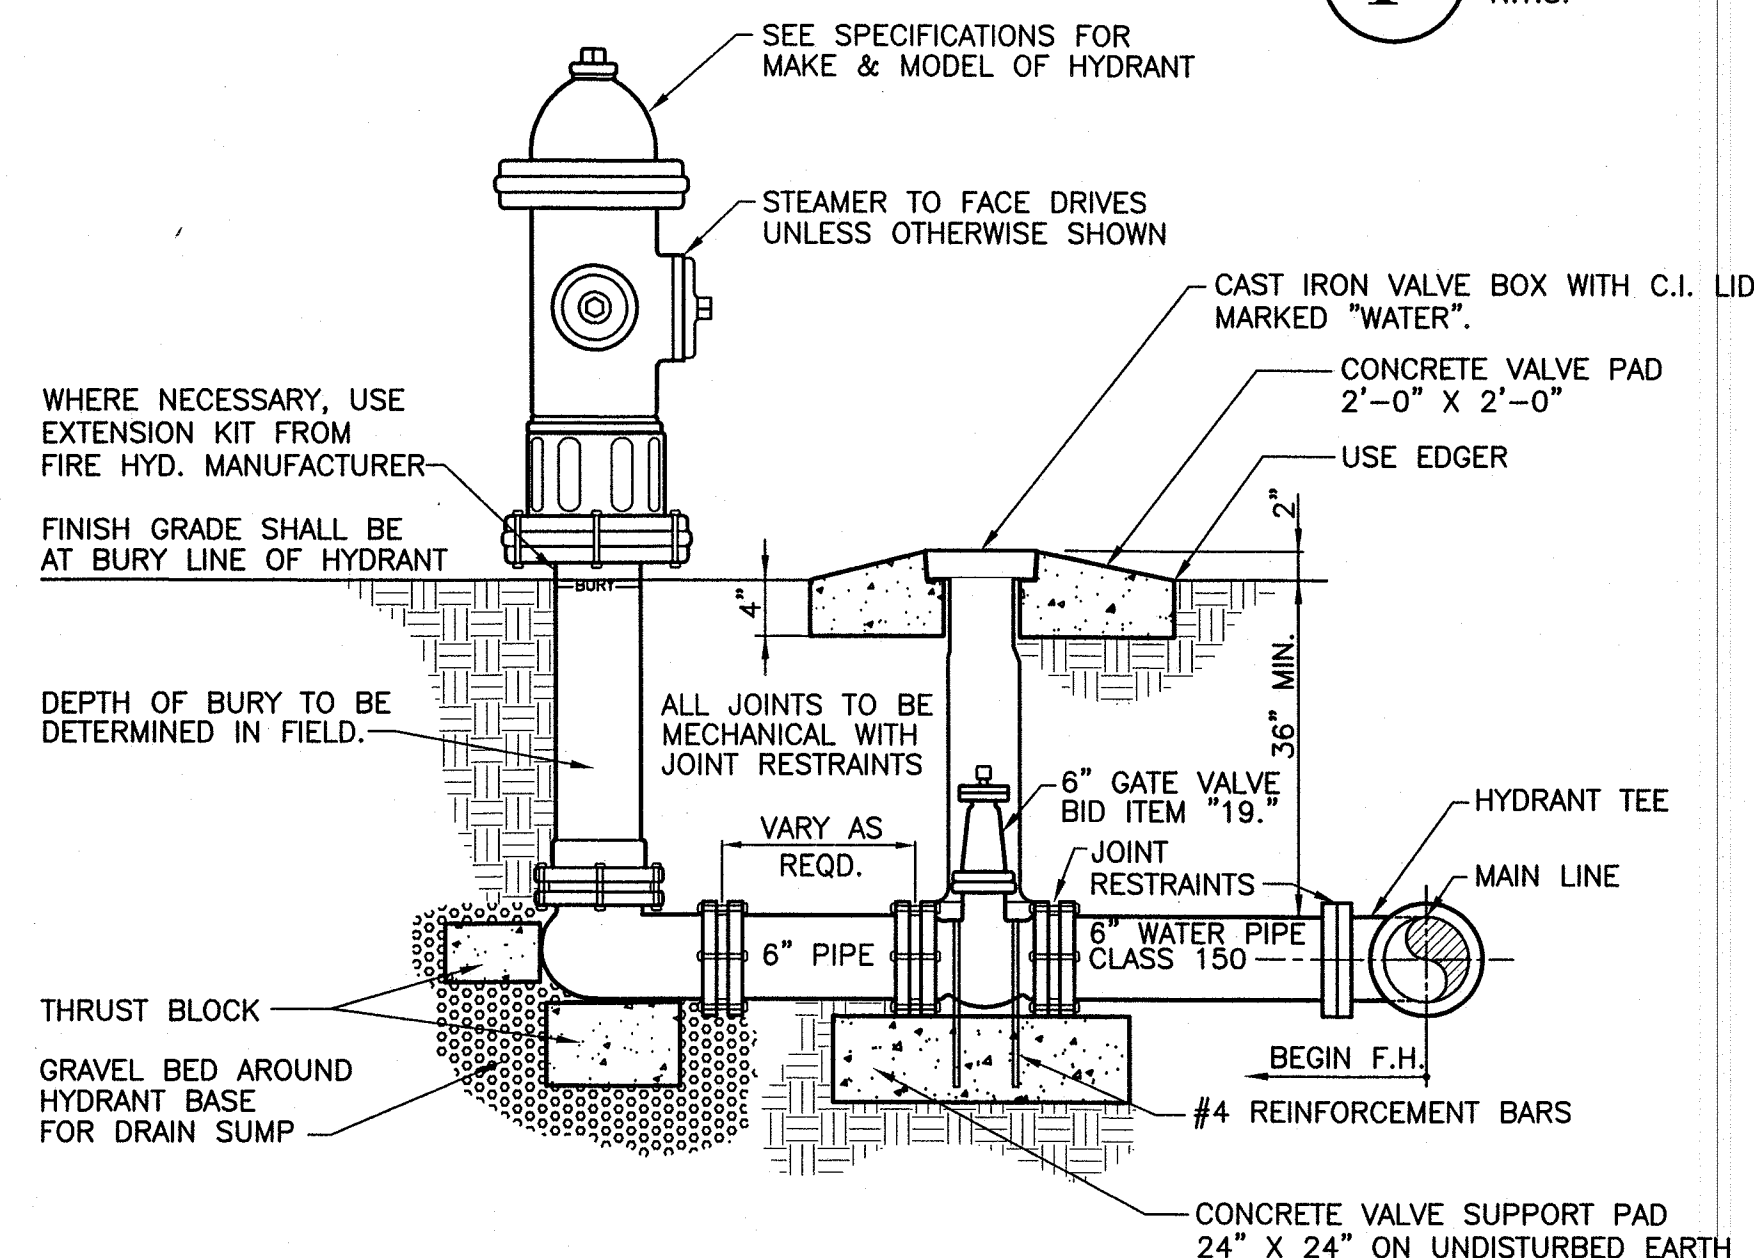 SEE SPECIFICATIONS FOR
MAKE & MODEL OF HYDRANT
STEAMER TO FACE DRIVES
UNLESS OTHERWISE SHOWN
CAST IRON VALVE BOX WITH C.I. LID
MARKED "WATER".
CONCRETE VALVE PAD
2'-0" X 2'-0"
USE EDGER
WHERE NECESSARY, USE
EXTENSION KIT FROM
FIRE HYD. MANUFACTURER
FINISH GRADE SHALL BE
AT BURY LINE OF HYDRANT
BURY
2"
4"
36" MIN.
DEPTH OF BURY TO BE
DETERMINED IN FIELD.
ALL JOINTS TO BE
MECHANICAL WITH
JOINT RESTRAINTS
6" GATE VALVE
BID ITEM "19."
VARY AS
REQD.
JOINT
RESTRAINTS
HYDRANT TEE
MAIN LINE
6" PIPE
6" WATER PIPE
CLASS 150
THRUST BLOCK
GRAVEL BED AROUND
HYDRANT BASE
FOR DRAIN SUMP
BEGIN F.H.
#4 REINFORCEMENT BARS
CONCRETE VALVE SUPPORT PAD
24" X 24" ON UNDISTURBED EARTH